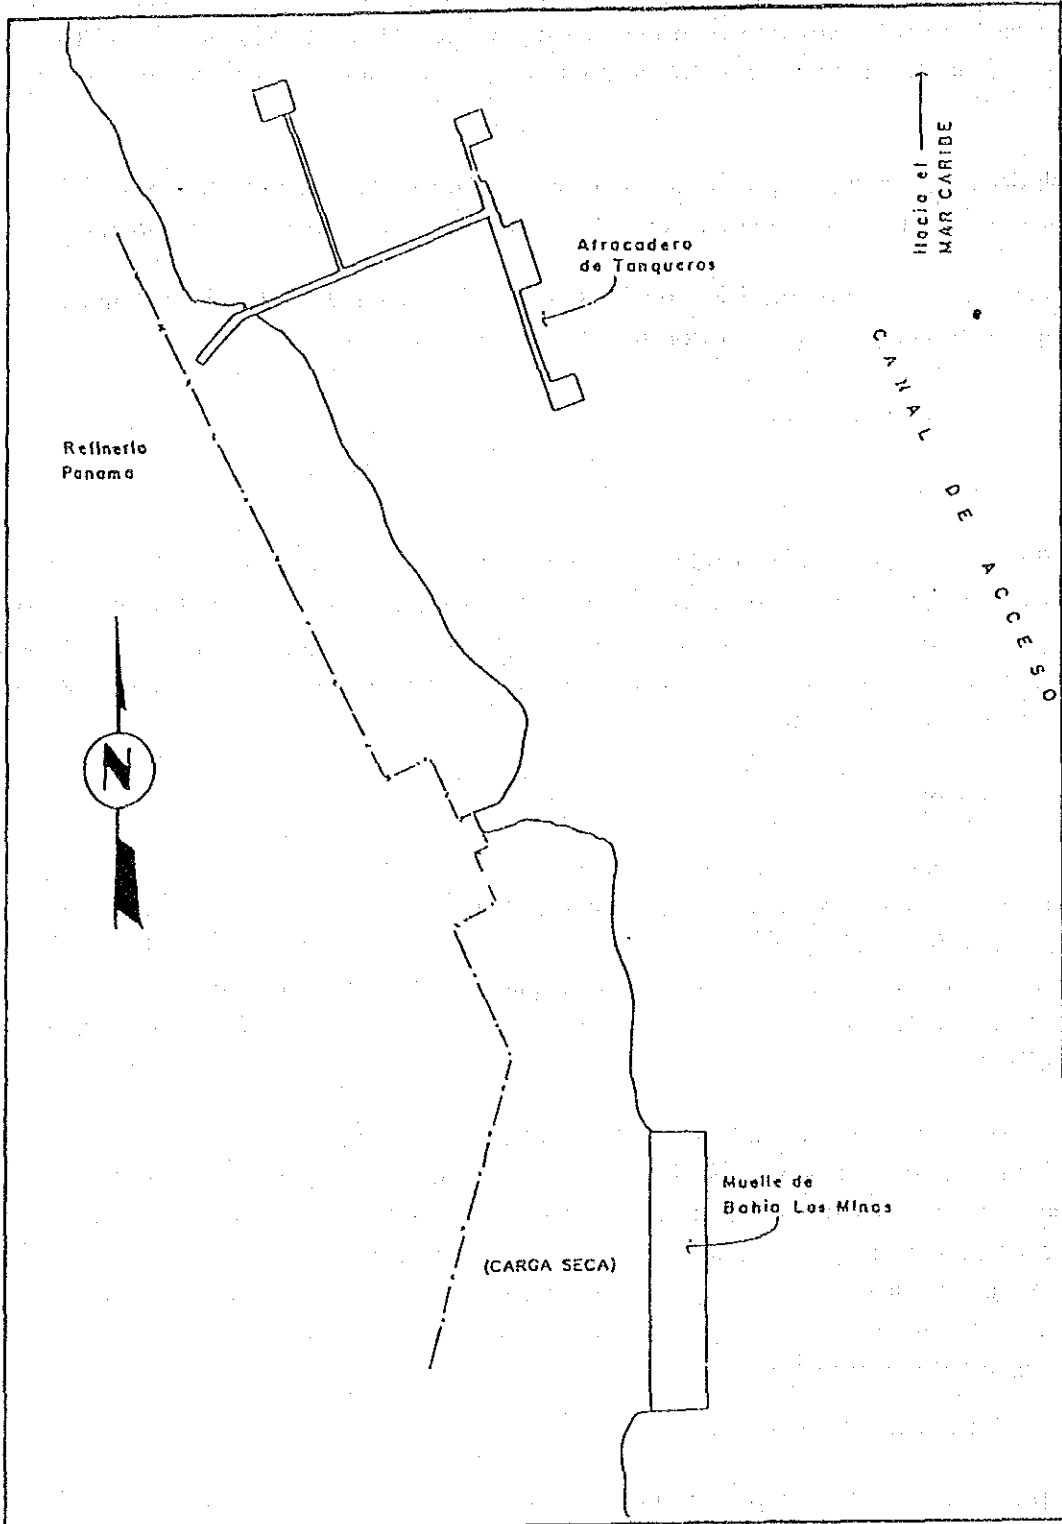 Hacia el
MAR CARIBE
Atracadero
de Tanqueros
CANAL DE ACCESO
Refineria
Panama
N
Muelle de
Bahia Las Minas
(CARGA SECA)